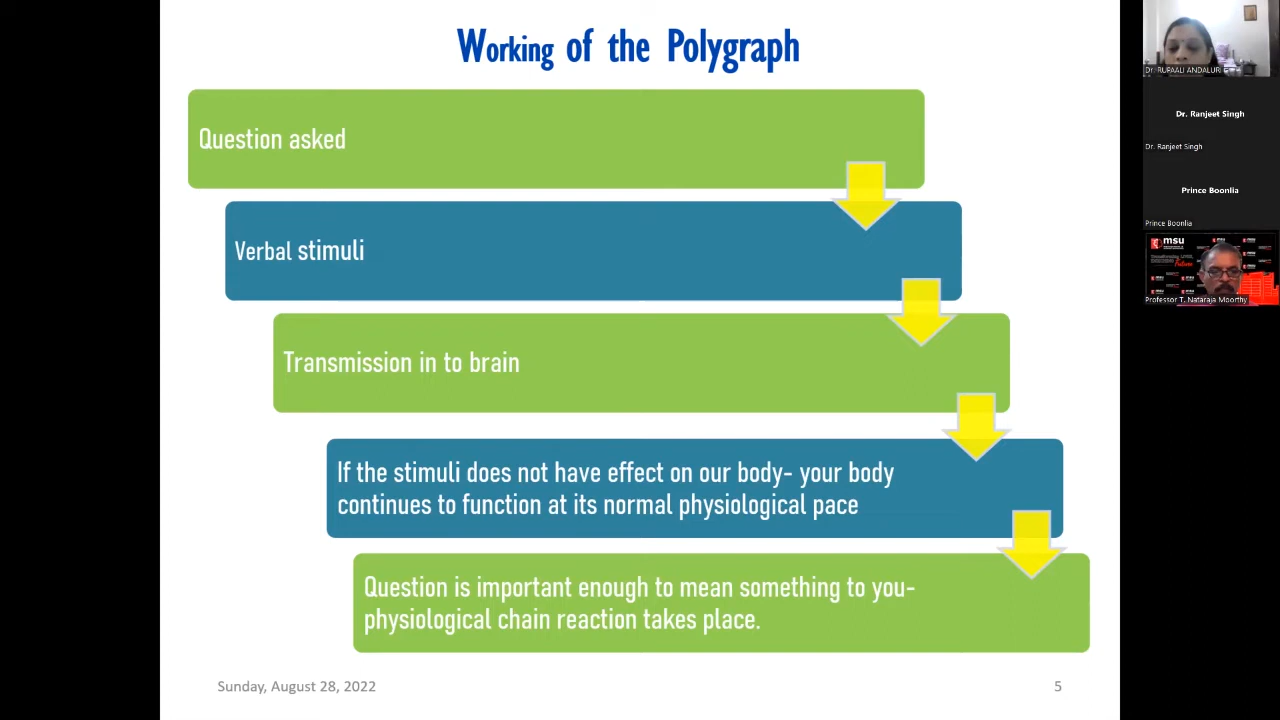 Working of the Polygraph
Question asked
Verbal stimuli
Transmission in to brain
If the stimuli does not have effect on our body- your body
continues to function at its normal physiological pace
Question is important enough to mean something to you-
physiological chain reaction takes place.
Sunday, August 28, 2022
5
Dr. RUPAALI ANDALURI
Dr. Ranjeet Singh
Dr. Ranjeet Singh
Prince Boonlia
Prince Boonlia
msu
Professor T. Nataraja Moorthy